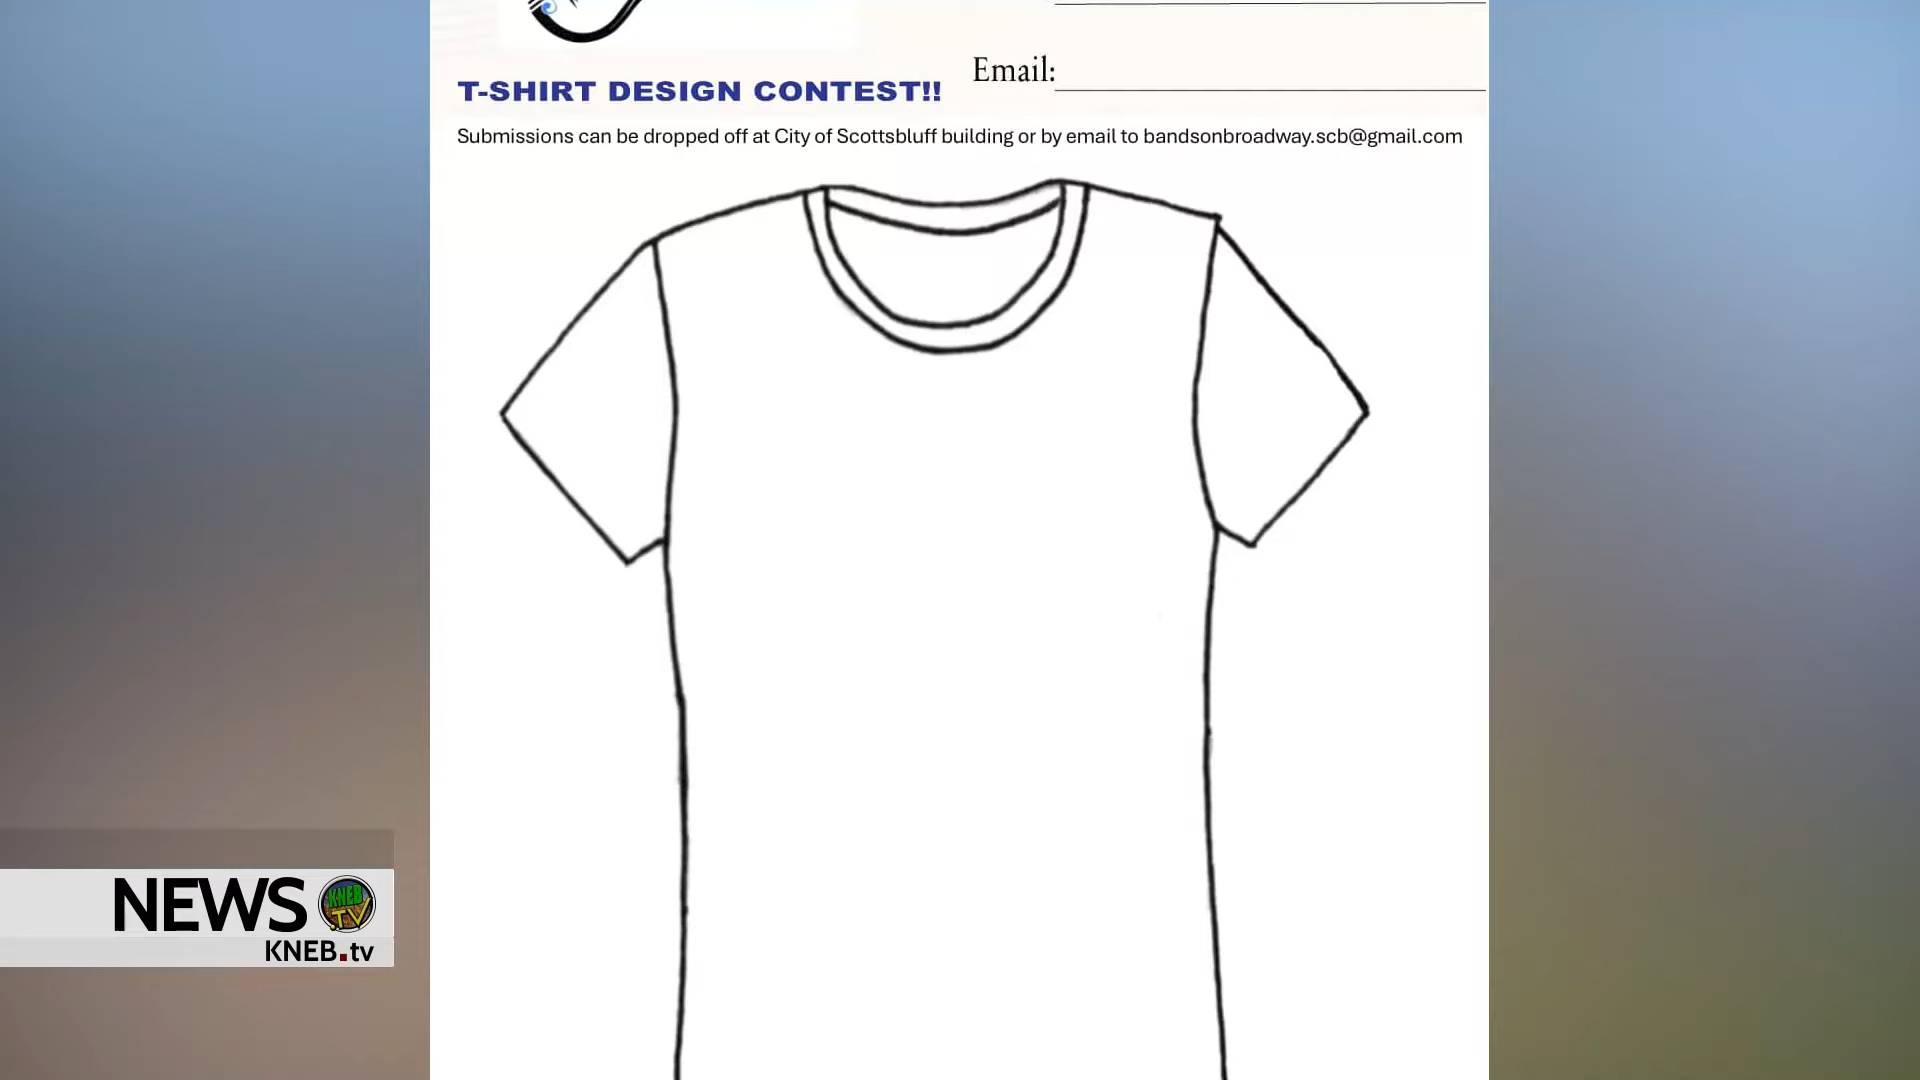 Email:
T-SHIRT DESIGN CONTEST!!
Submissions can be dropped off at City of Scottsbluff building or by email to bandsonbroadway.scb@gmail.com
NEWS
KNEB
.TV
KNEB.tv